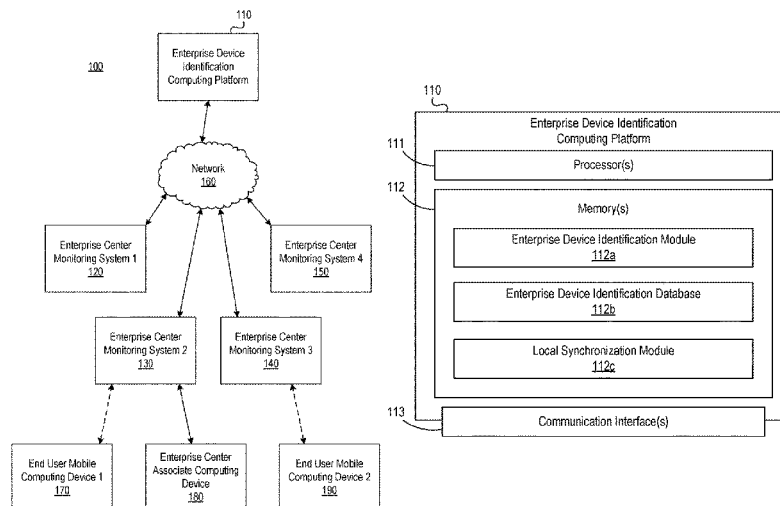 110
Enterprise Device
Identification
Computing Platform
100
Network
160
Enterprise Center
Monitoring System 1
120
Enterprise Center
Monitoring System 4
150
Enterprise Center
Monitoring System 2
130
Enterprise Center
Monitoring System 3
140
End User Mobile
Computing Device 1
170
Enterprise Center
Associate Computing
Device
180
End User Mobile
Computing Device 2
190
110
Enterprise Device Identification
Computing Platform
111
Processor(s)
112
Memory(s)
Enterprise Device Identification Module
112a
Enterprise Device Identification Database
112b
Local Synchronization Module
112c
113
Communication Interface(s)